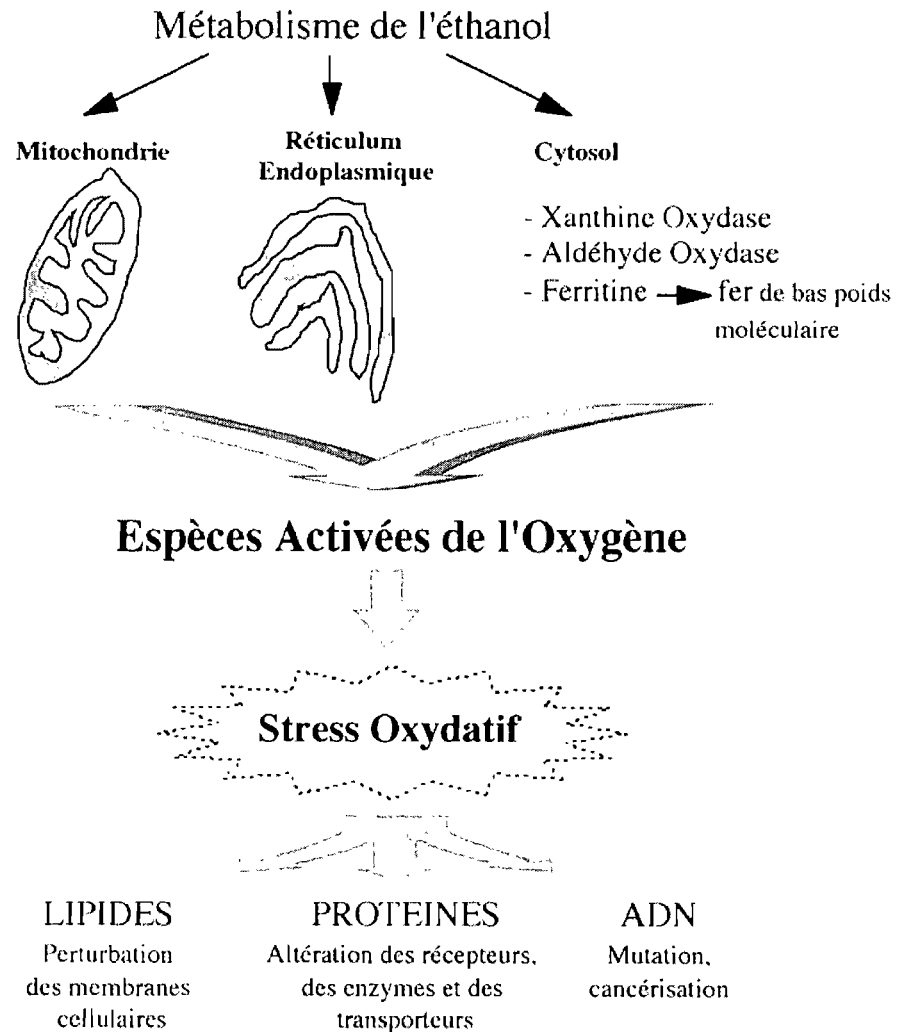 Métabolisme de l'éthanol
Mitochondrie
Réticulum
Endoplasmique
Cytosol
- Xanthine Oxydase
- Aldéhyde Oxydase
- Ferritine fer de bas poids
moléculaire
Espèces Activées de l'Oxygène
Stress Oxydatif
LIPIDES
Perturbation
des membranes
cellulaires
PROTEINES
Altération des récepteurs,
des enzymes et des
transporteurs
ADN
Mutation,
cancérisation